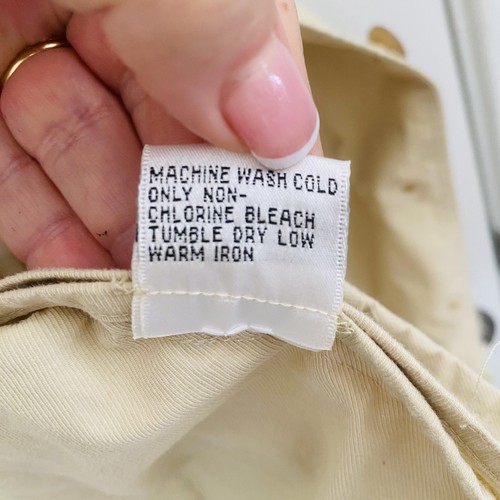 MACHINE WASH COLD
ONLY NON-
CHLORINE BLEACH
TUMBLE DRY LOW
WARM IRON